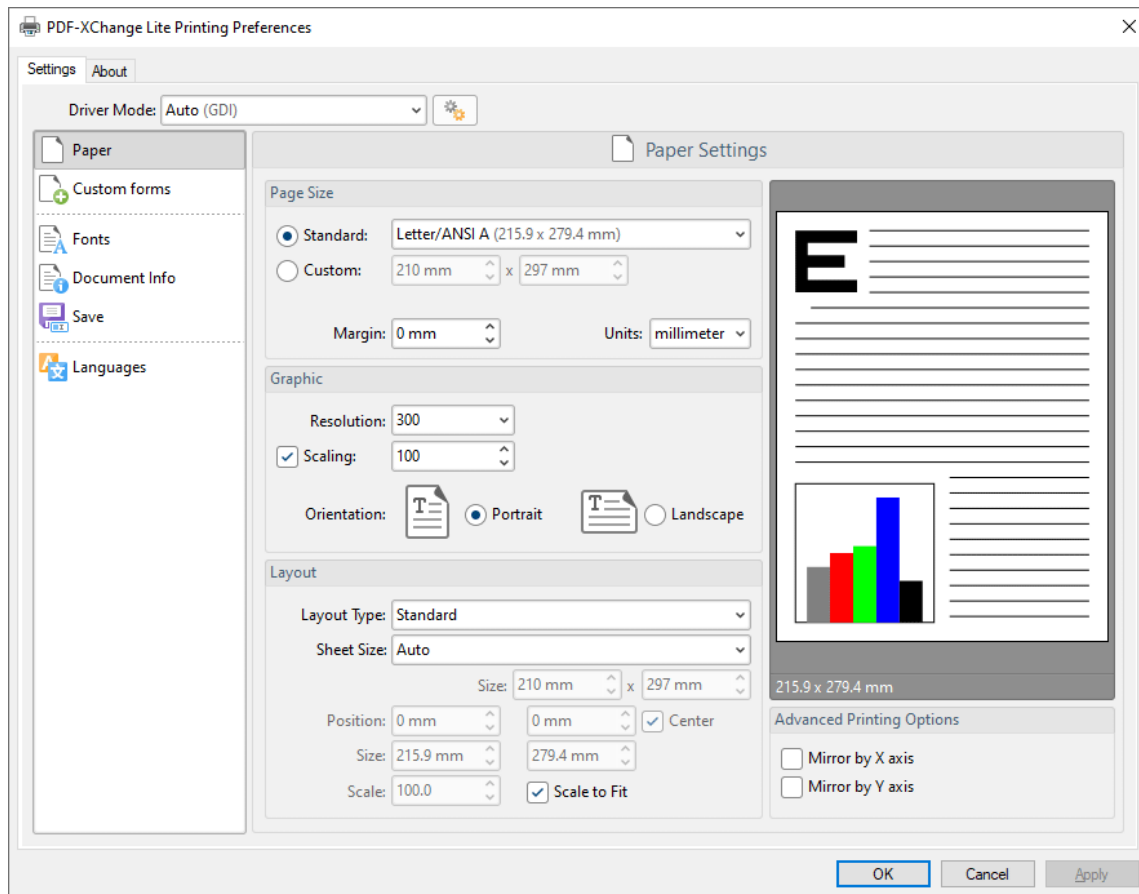 PDF-XChange Lite Printing Preferences
Settings About
Driver Mode: Auto (GDI)
Paper
Custom forms
Fonts
Document Info
Save
Languages
Paper Settings
Page Size
Standard: Letter/ANSI A (215.9 x 279.4 mm)
Custom: 210 mm x 297 mm
Margin: 0 mm Units: millimeter
Graphic
Resolution: 300
Scaling: 100
Orientation: T Portrait T Landscape
Layout
Layout Type: Standard
Sheet Size: Auto
Size: 210 mm x 297 mm
Position: 0 mm 0 mm Center
Size: 215.9 mm 279.4 mm
Scale: 100.0 Scale to Fit
E
215.9 x 279.4 mm
Advanced Printing Options
Mirror by X axis
Mirror by Y axis
OK Cancel Apply